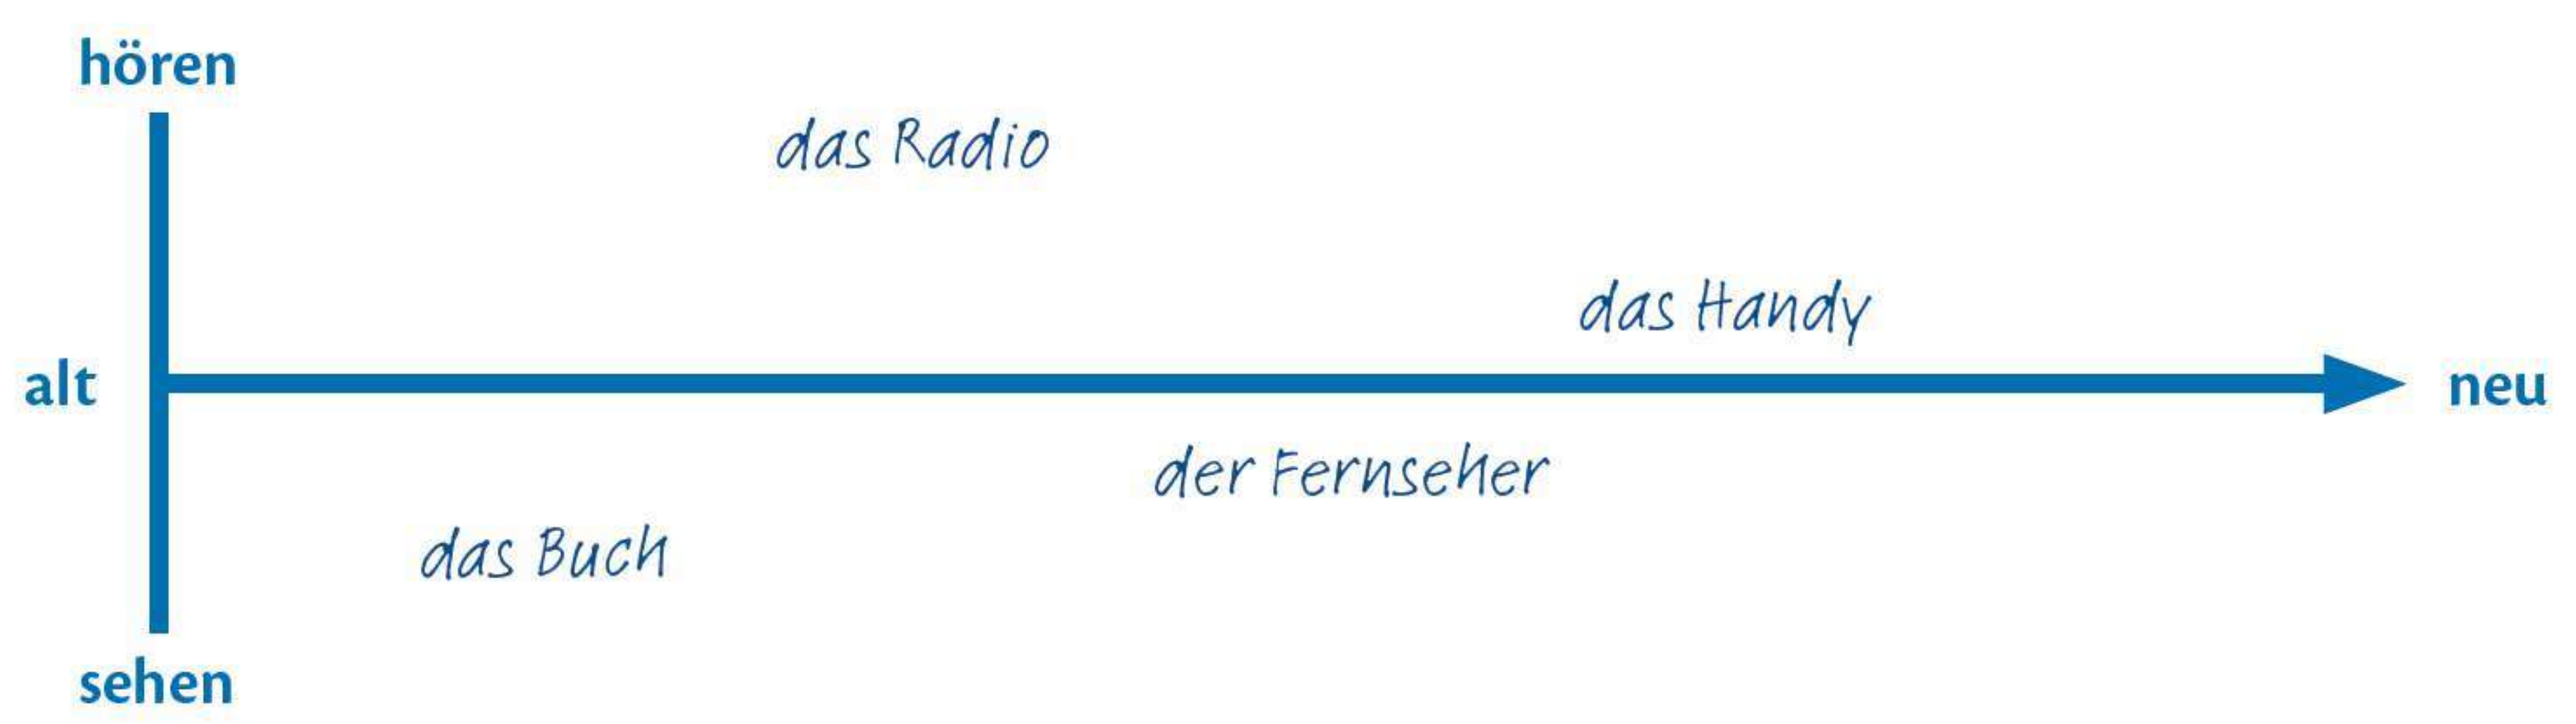 hören
das Radio
das Handy
alt
neu
der Fernseher
das Buch
sehen